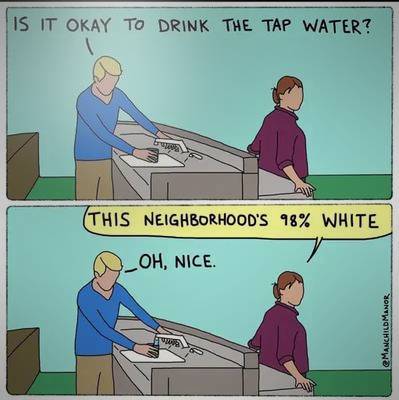 IS IT OKAY TO DRINK THE TAP WATER?
THIS NEIGHBORHOOD'S 98% WHITE
OH, NICE.
@MANCHILDMANOR